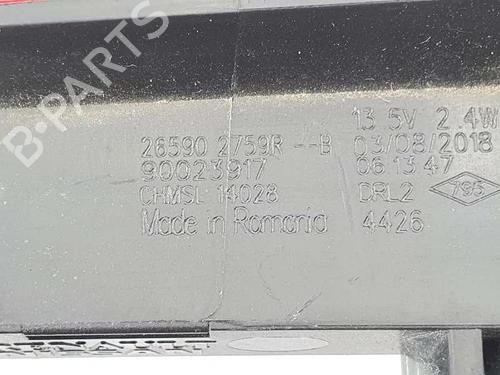 13.5V 2.4W
26590 2759R --B 03/08/2018
90023917 06:13:47
CHMSL 14028 DRL2 795
Made in Romania 4426
B-PARTS